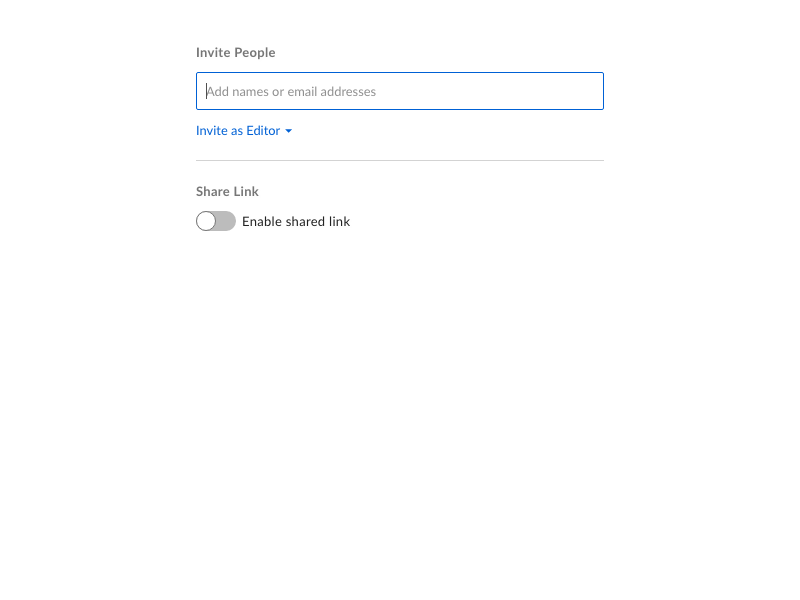 Invite People
Add names or email addresses
Invite as Editor
Share Link
Enable shared link